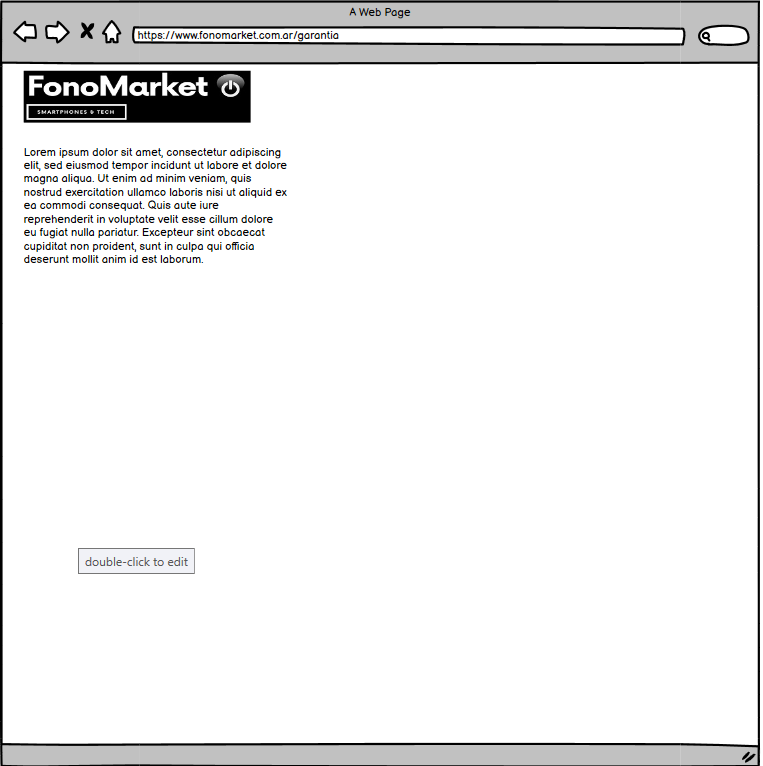 A Web Page
https://www.fonomarket.com.ar/garantia
FonoMarket
SMARTPHONES & TECH
Lorem ipsum dolor sit amet, consectetur adipiscing
elit, sed eiusmod tempor incidunt ut labore et dolore
magna aliqua. Ut enim ad minim veniam, quis
nostrud exercitation ullamco laboris nisi ut aliquid ex
ea commodi consequat. Quis aute iure
reprehenderit in voluptate velit esse cillum dolore
eu fugiat nulla pariatur. Excepteur sint obcaecat
cupiditat non proident, sunt in culpa qui officia
deserunt mollit anim id est laborum.
double-click to edit